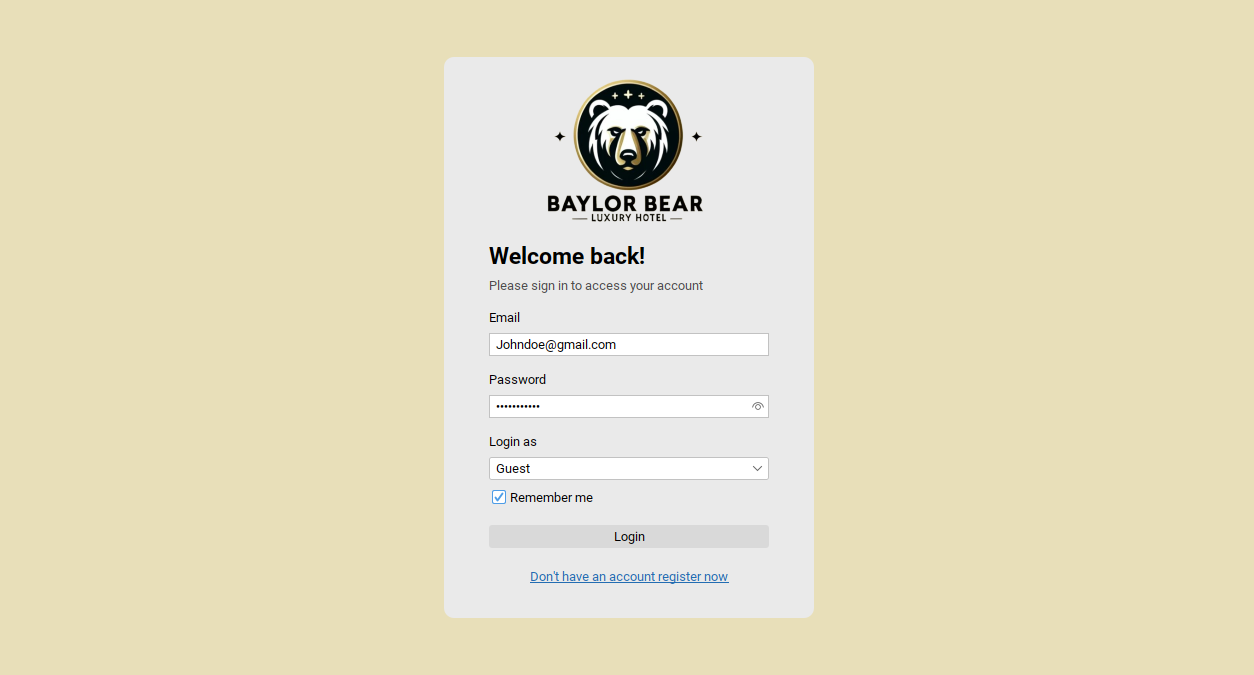 BAYLOR BEAR
LUXURY HOTEL
Welcome back!
Please sign in to access your account
Email
Johndoe@gmail.com
Password
•••••••••••
Login as
Guest
Remember me
Login
Don't have an account register now